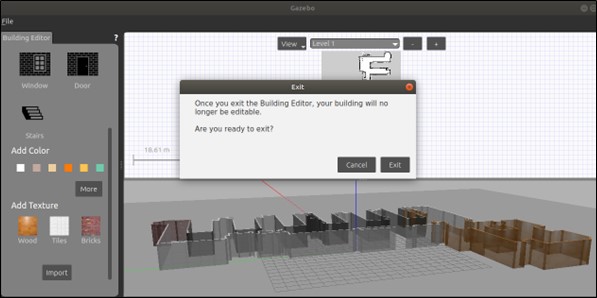 Gazebo
File
Building Editor
?
View
Level 1
-
+
Window
Door
Stairs
Exit
Once you exit the Building Editor, your building will no
longer be editable.
Are you ready to exit?
Cancel
Exit
18.61 m
Add Color
More
Add Texture
Wood
Tiles
Bricks
Import